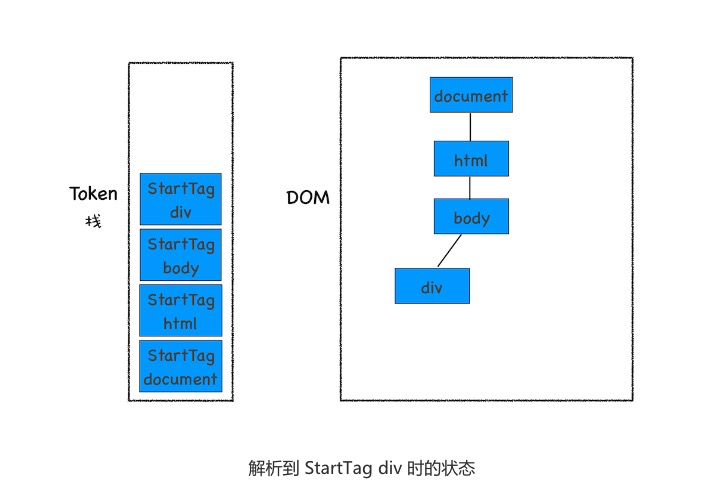 Token
栈
StartTag
div
StartTag
body
StartTag
html
StartTag
document
DOM
document
html
body
div
解析到 StartTag div 时的状态